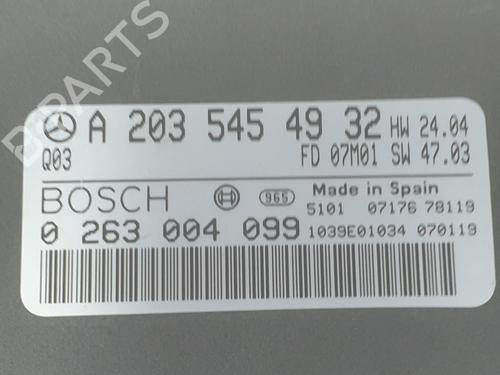 B-PARTS
A 203 545 49 32 HW 24.04
Q03 FD 07M01 SW 47.03
BOSCH 965 Made in Spain
5101 07176 78119
0 263 004 099 1039E01034 070119